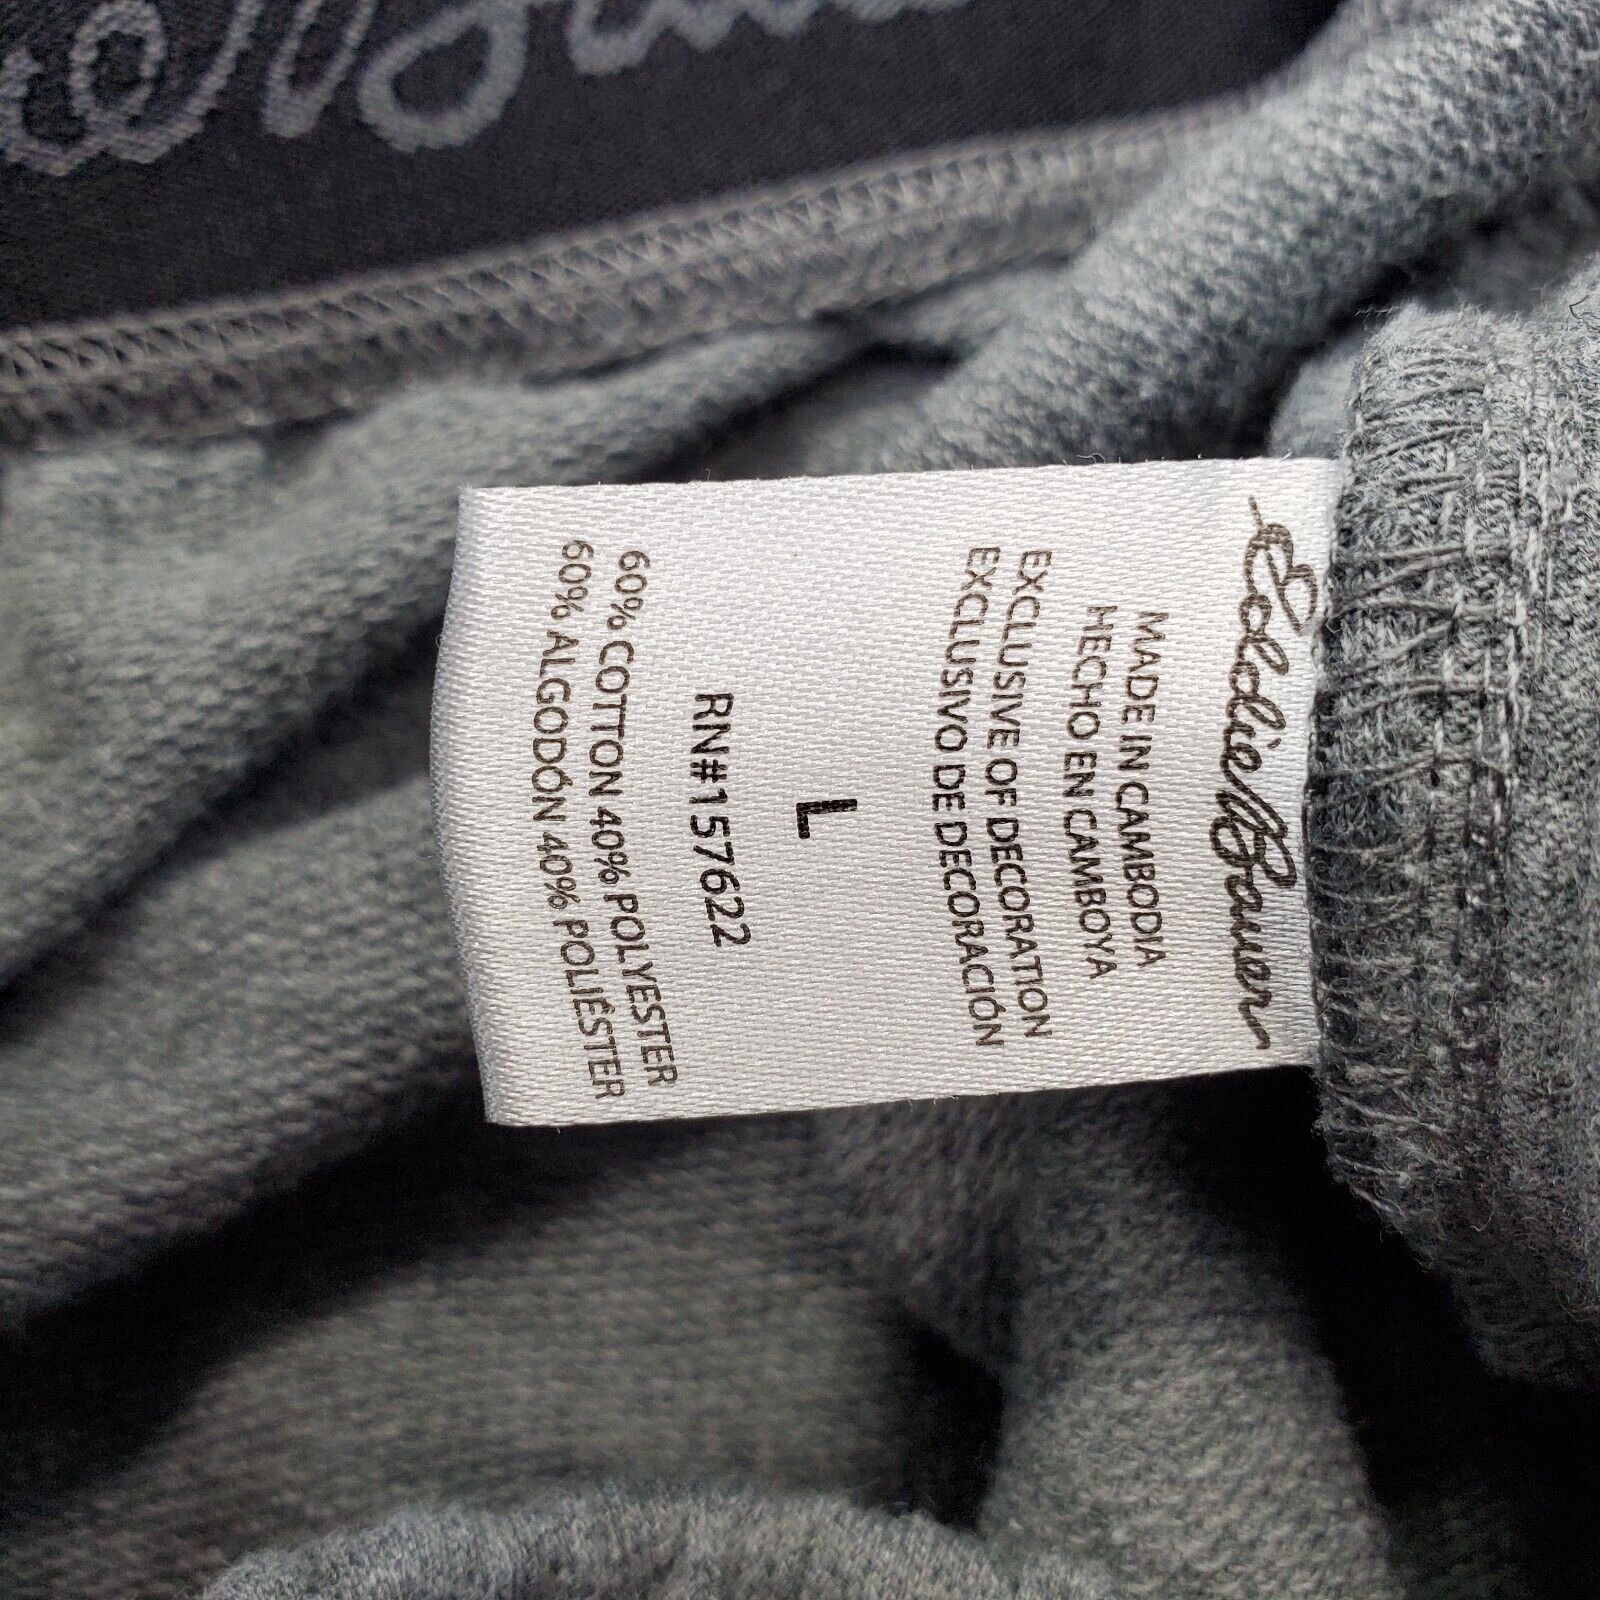 Eddie Bauer
MADE IN CAMBODIA
HECHO EN CAMBOYA
EXCLUSIVE OF DECORATION
EXCLUSIVO DE DECORACIÓN
L
RN#157622
60% COTTON 40% POLYESTER
60% ALGODÓN 40% POLIÉSTER